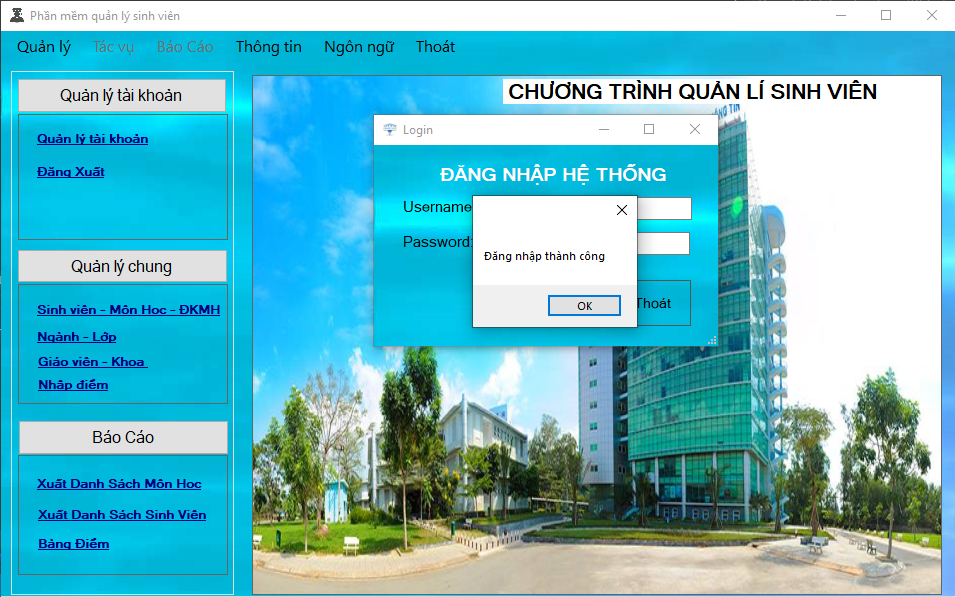 Phần mềm quản lý sinh viên
Quản lý Tác vụ Báo Cáo Thông tin Ngôn ngữ Thoát
Quản lý tài khoản
Quản lý tài khoản
Đăng Xuất
Quản lý chung
Sinh viên - Môn Học - ĐKMH
Ngành - Lớp
Giáo viên - Khoa
Nhập điểm
Báo Cáo
Xuất Danh Sách Môn Học
Xuất Danh Sách Sinh Viên
Bảng Điểm
CHƯƠNG TRÌNH QUẢN LÍ SINH VIÊN
Login
ĐĂNG NHẬP HỆ THỐNG
Username
Password:
Thoát
Đăng nhập thành công
OK